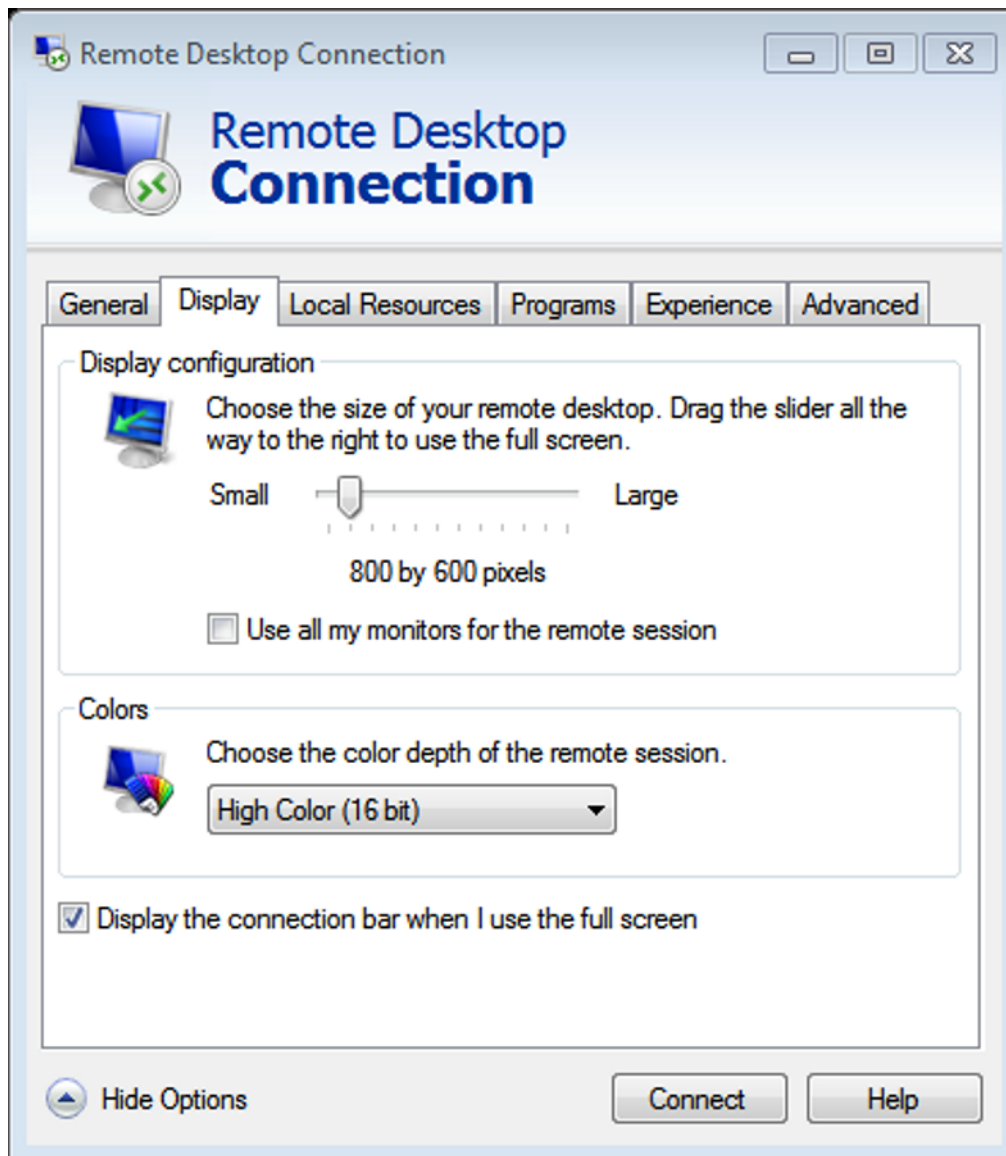 Remote Desktop Connection
Remote Desktop
Connection
General Display Local Resources Programs Experience Advanced
Display configuration
Choose the size of your remote desktop. Drag the slider all the
way to the right to use the full screen.
Small Large
800 by 600 pixels
Use all my monitors for the remote session
Colors
Choose the color depth of the remote session.
High Color (16 bit)
Display the connection bar when I use the full screen
Hide Options Connect Help